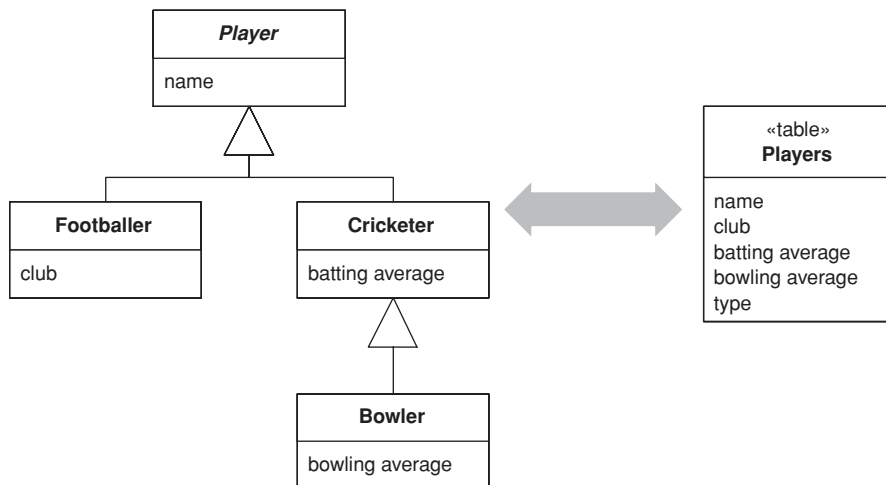 Player
name
Footballer
club
Cricketer
batting average
Bowler
bowling average
«table»
Players
name
club
batting average
bowling average
type